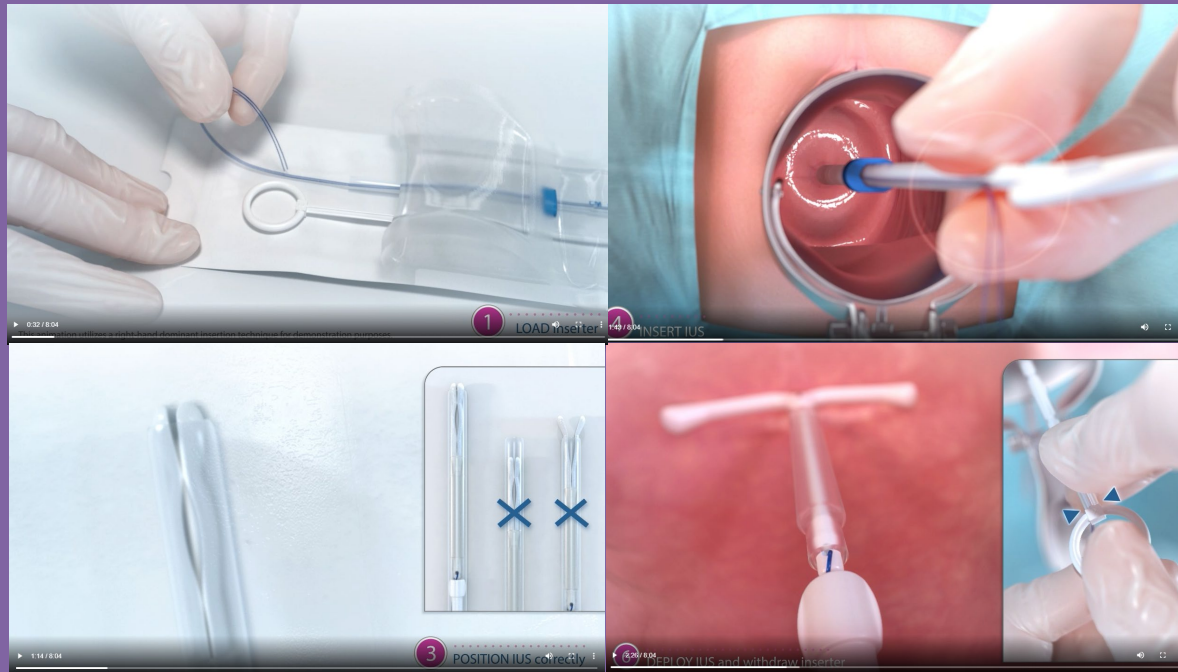 0:32 / 8:04
This animation utilizes a right-hand dominant insertion technique for demonstration purposes.
1
LOAD inserter
1:43 / 8:04
4
INSERT IUS
1:14 / 8:04
3
POSITION IUS correctly
2:26 / 8:04
DEPLOY IUS and withdraw inserter